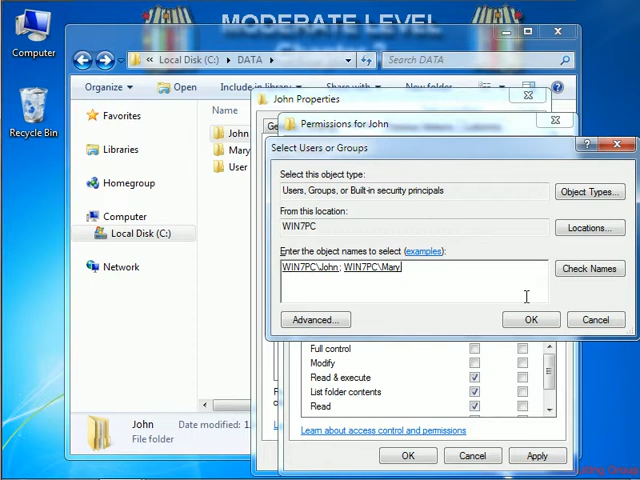 MODERATE LEVEL
Computer
Recycle Bin
« Local Disk (C:) ▸ DATA ▸
Search DATA
Organize
Open
Include in library
Share with
New folder
Favorites
Libraries
Homegroup
Computer
Local Disk (C:)
Network
Name
John
Mary
User
John Properties
Permissions for John
Select Users or Groups
Select this object type:
Users, Groups, or Built-in security principals
Object Types...
From this location:
WIN7PC
Locations...
Enter the object names to select (examples):
WIN7PC\John; WIN7PC\Mary
Check Names
Advanced...
OK
Cancel
Full control
Modify
Read & execute
List folder contents
Read
Learn about access control and permissions
OK
Cancel
Apply
John
Date modified: 1
File folder